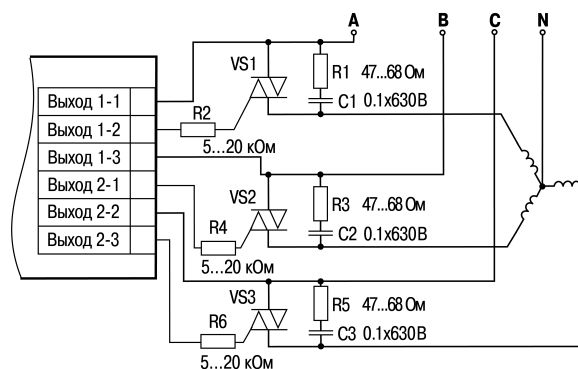 A B C N
VS1 R1 47...68 Ом
C1 0.1x630В
Выход 1-1
Выход 1-2 R2
5...20 кОм
Выход 1-3
Выход 2-1
Выход 2-2
Выход 2-3
VS2 R3 47...68 Ом
R4 C2 0.1x630В
5...20 кОм
VS3 R5 47...68 Ом
R6 C3 0.1x630В
5...20 кОм